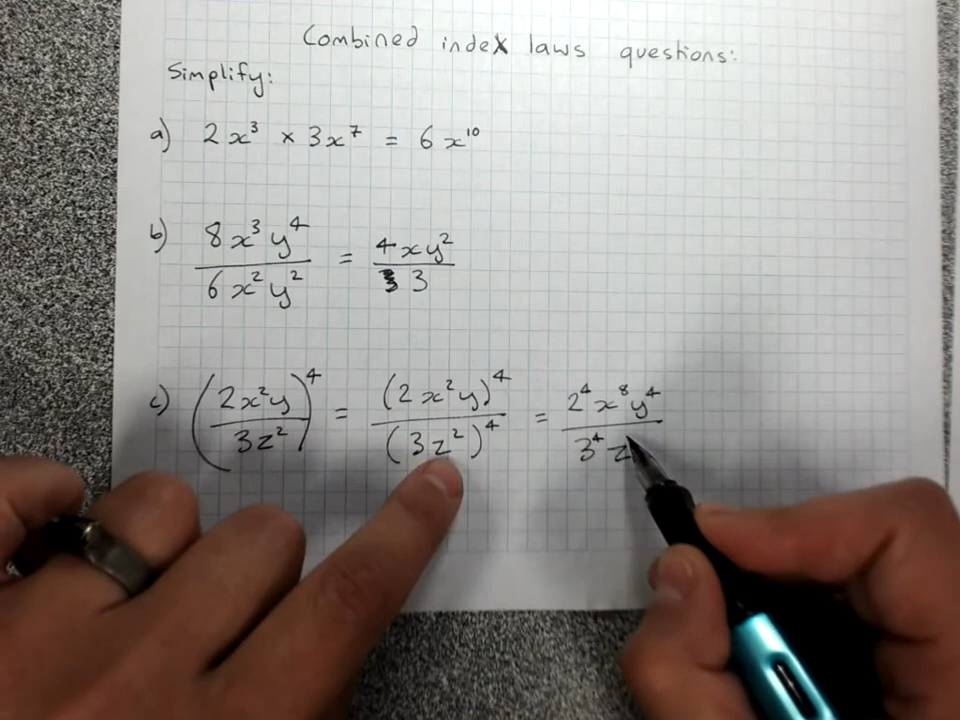 Combined index laws questions:
Simplify:
a) 2x³ × 3x⁷ = 6x¹⁰
b) 8x³y⁴ / 6x²y² = 4xy² / 3
c) (2x²y / 3z²)⁴ = (2x²y)⁴ / (3z²)⁴ = 2⁴x⁸y⁴ / 3⁴z